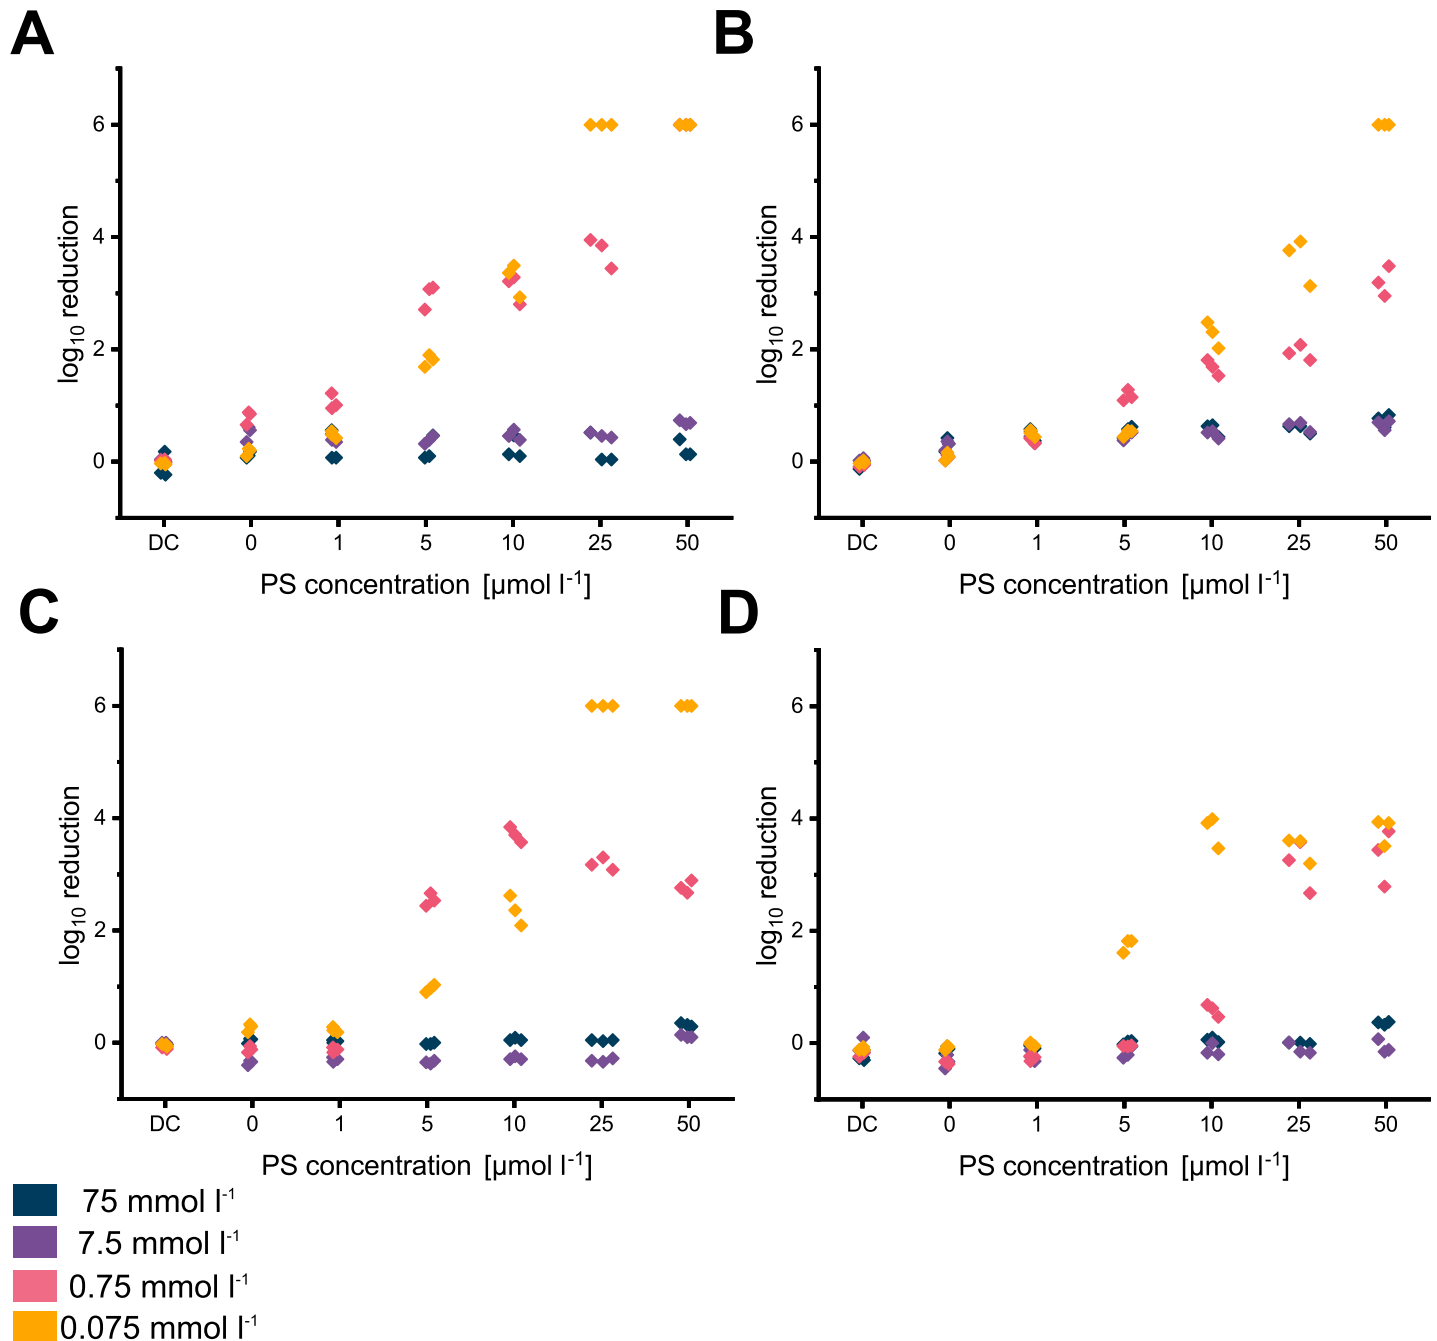 A
6
4
2
0
log10 reduction
DC 0 1 5 10 25 50
PS concentration [µmol l-1]
B
6
4
2
0
log10 reduction
DC 0 1 5 10 25 50
PS concentration [µmol l-1]
C
6
4
2
0
log10 reduction
DC 0 1 5 10 25 50
PS concentration [µmol l-1]
D
6
4
2
0
log10 reduction
DC 0 1 5 10 25 50
PS concentration [µmol l-1]
75 mmol l-1
7.5 mmol l-1
0.75 mmol l-1
0.075 mmol l-1